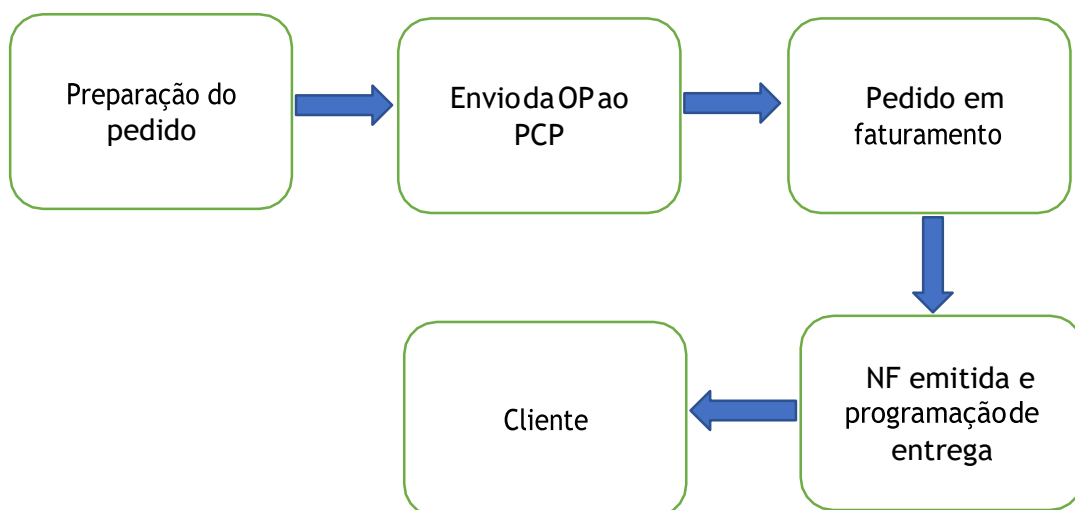 Preparação do
pedido
Envio da OP ao
PCP
Pedido em
faturamento
NF emitida e
programação de
entrega
Cliente